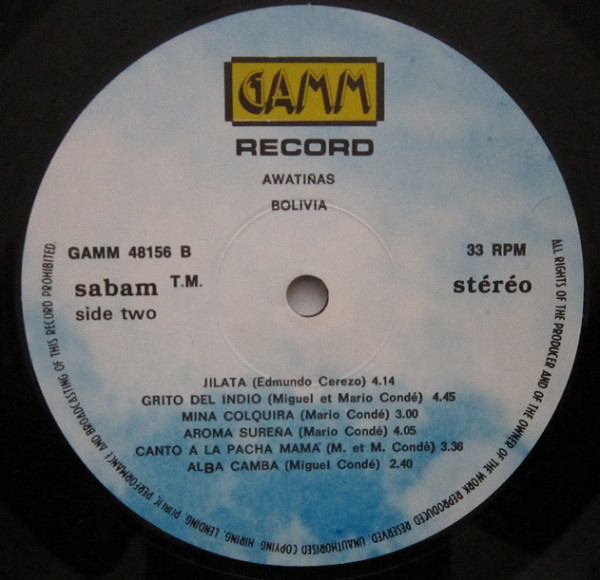 GAMM
RECORD
AWATIÑAS
BOLIVIA
GAMM 48156 B
33 RPM
sabam T.M.
stéréo
side two
JILATA (Edmundo Cerezo) 4.14
GRITO DEL INDIO (Miguel et Mario Condé) 4.45
MINA COLQUIRA (Mario Condé) 3.00
AROMA SUREÑA (Mario Condé) 4.05
CANTO A LA PACHA MAMA (M. et M. Condé) 3.36
ALBA CAMBA (Miguel Condé) 2.40
ALL RIGHTS OF THE PRODUCER AND OF THE OWNER OF THE WORK REPRODUCED RESERVED. UNAUTHORISED COPYING, HIRING, LENDING, PUBLIC PERFORMANCE AND BROADCASTING OF THIS RECORD PROHIBITED.